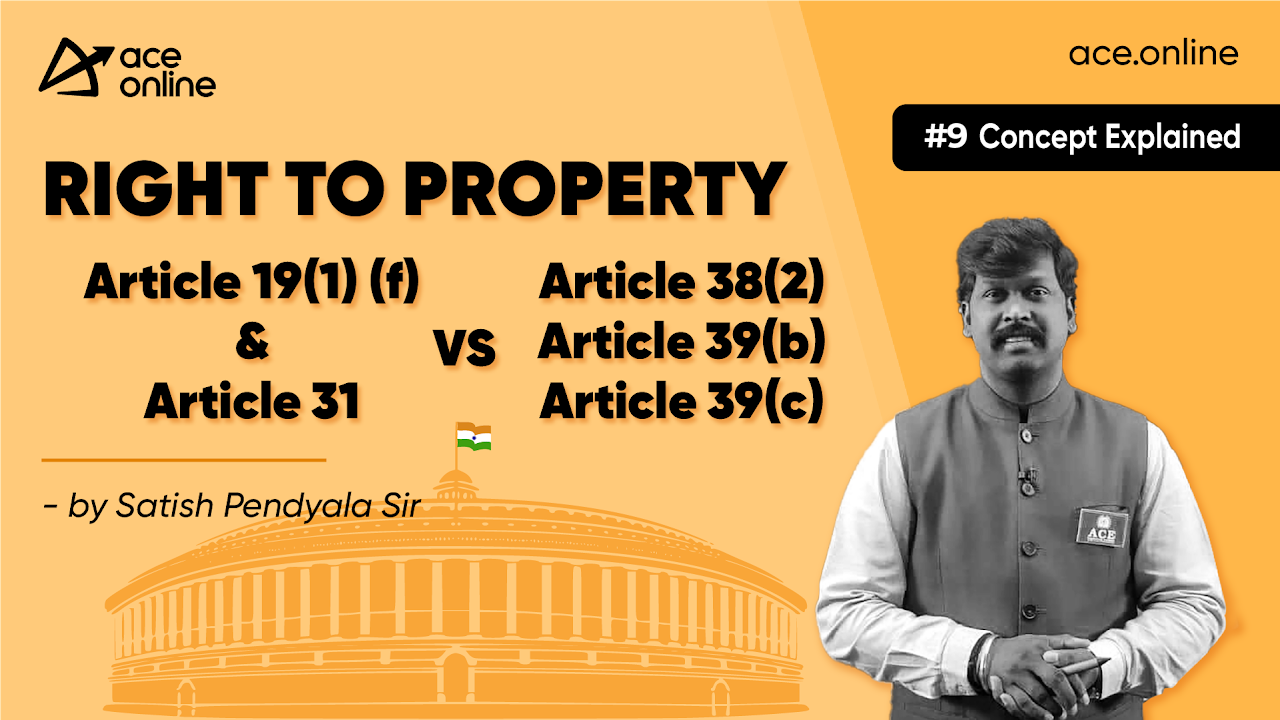 ace
online
ace.online
#9 Concept Explained
RIGHT TO PROPERTY
Article 19(1) (f)
&
Article 31
VS
Article 38(2)
Article 39(b)
Article 39(c)
- by Satish Pendyala Sir
ACE